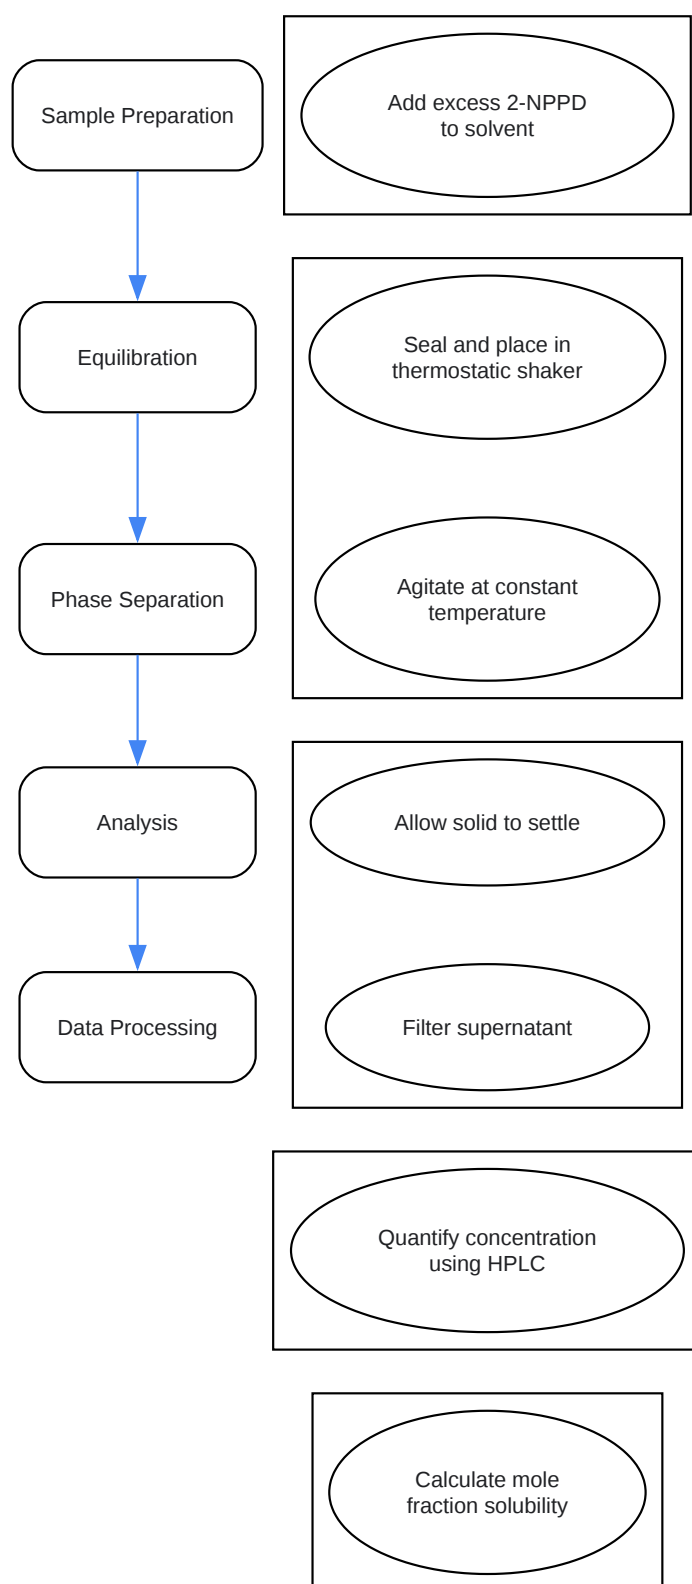 Sample Preparation
Add excess 2-NPPD
to solvent
Equilibration
Seal and place in
thermostatic shaker
Phase Separation
Agitate at constant
temperature
Analysis
Allow solid to settle
Data Processing
Filter supernatant
Quantify concentration
using HPLC
Calculate mole
fraction solubility